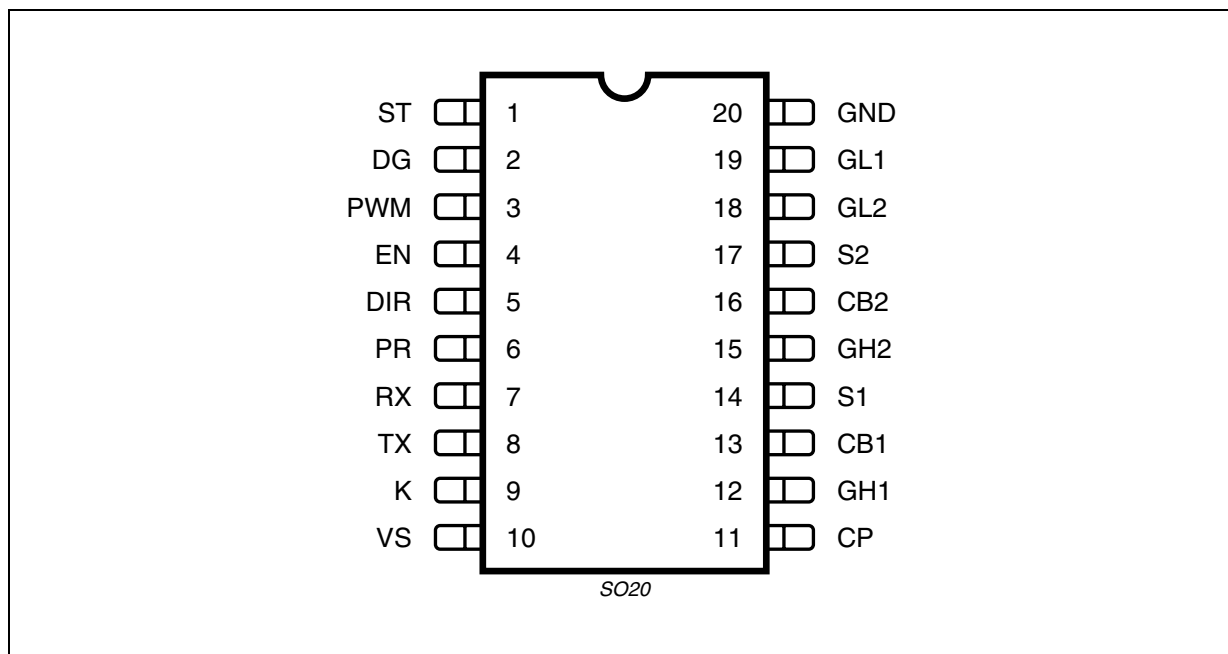 ST 1 20 GND
DG 2 19 GL1
PWM 3 18 GL2
EN 4 17 S2
DIR 5 16 CB2
PR 6 15 GH2
RX 7 14 S1
TX 8 13 CB1
K 9 12 GH1
VS 10 11 CP
SO20